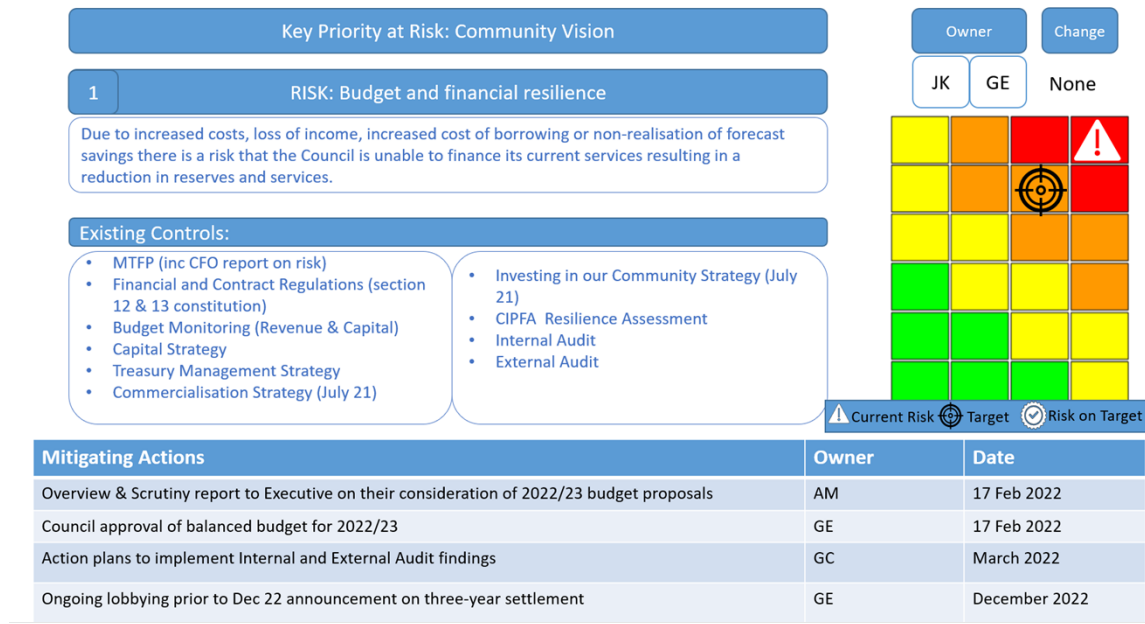 Key Priority at Risk: Community Vision
Owner
Change
1
RISK: Budget and financial resilience
JK
GE
None
Due to increased costs, loss of income, increased cost of borrowing or non-realisation of forecast
savings there is a risk that the Council is unable to finance its current services resulting in a
reduction in reserves and services.
Existing Controls:
• MTFP (inc CFO report on risk)
• Financial and Contract Regulations (section
12 & 13 constitution)
• Budget Monitoring (Revenue & Capital)
• Capital Strategy
• Treasury Management Strategy
• Commercialisation Strategy (July 21)
• Investing in our Community Strategy (July
21)
• CIPFA Resilience Assessment
• Internal Audit
• External Audit
Current Risk Target Risk on Target
Mitigating Actions Owner Date
Overview & Scrutiny report to Executive on their consideration of 2022/23 budget proposals AM 17 Feb 2022
Council approval of balanced budget for 2022/23 GE 17 Feb 2022
Action plans to implement Internal and External Audit findings GC March 2022
Ongoing lobbying prior to Dec 22 announcement on three-year settlement GE December 2022